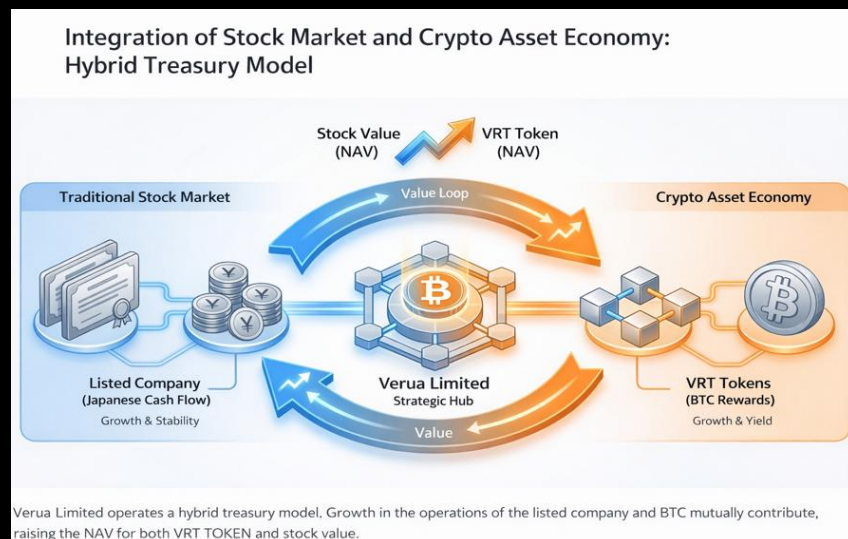 Integration of Stock Market and Crypto Asset Economy:
Hybrid Treasury Model
Stock Value
(NAV)
VRT Token
(NAV)
Traditional Stock Market
Value Loop
Crypto Asset Economy
Listed Company
(Japanese Cash Flow)
Growth & Stability
Verua Limited
Strategic Hub
VRT Tokens
(BTC Rewards)
Growth & Yield
Value
Verua Limited operates a hybrid treasury model. Growth in the operations of the listed company and BTC mutually contribute,
raising the NAV for both VRT TOKEN and stock value.